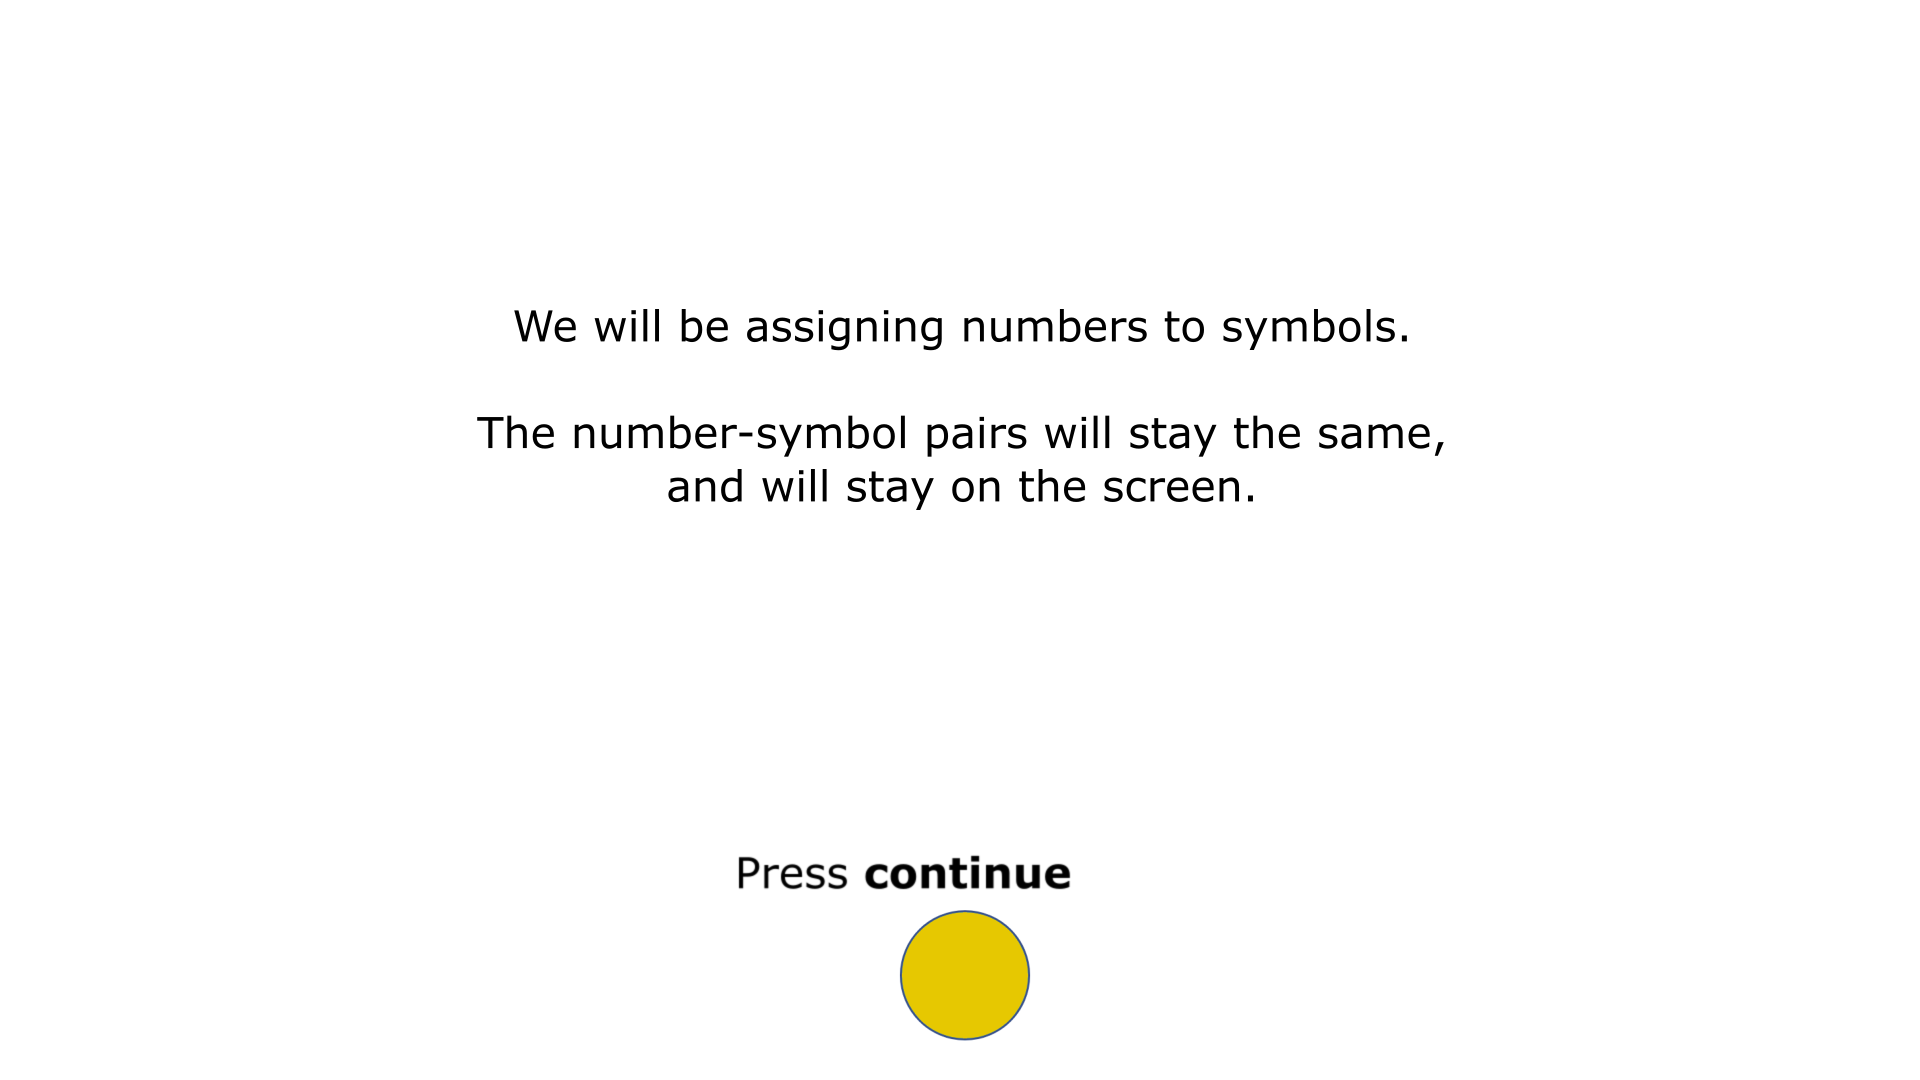 We will be assigning numbers to symbols.
The number-symbol pairs will stay the same,
and will stay on the screen.
Press continue